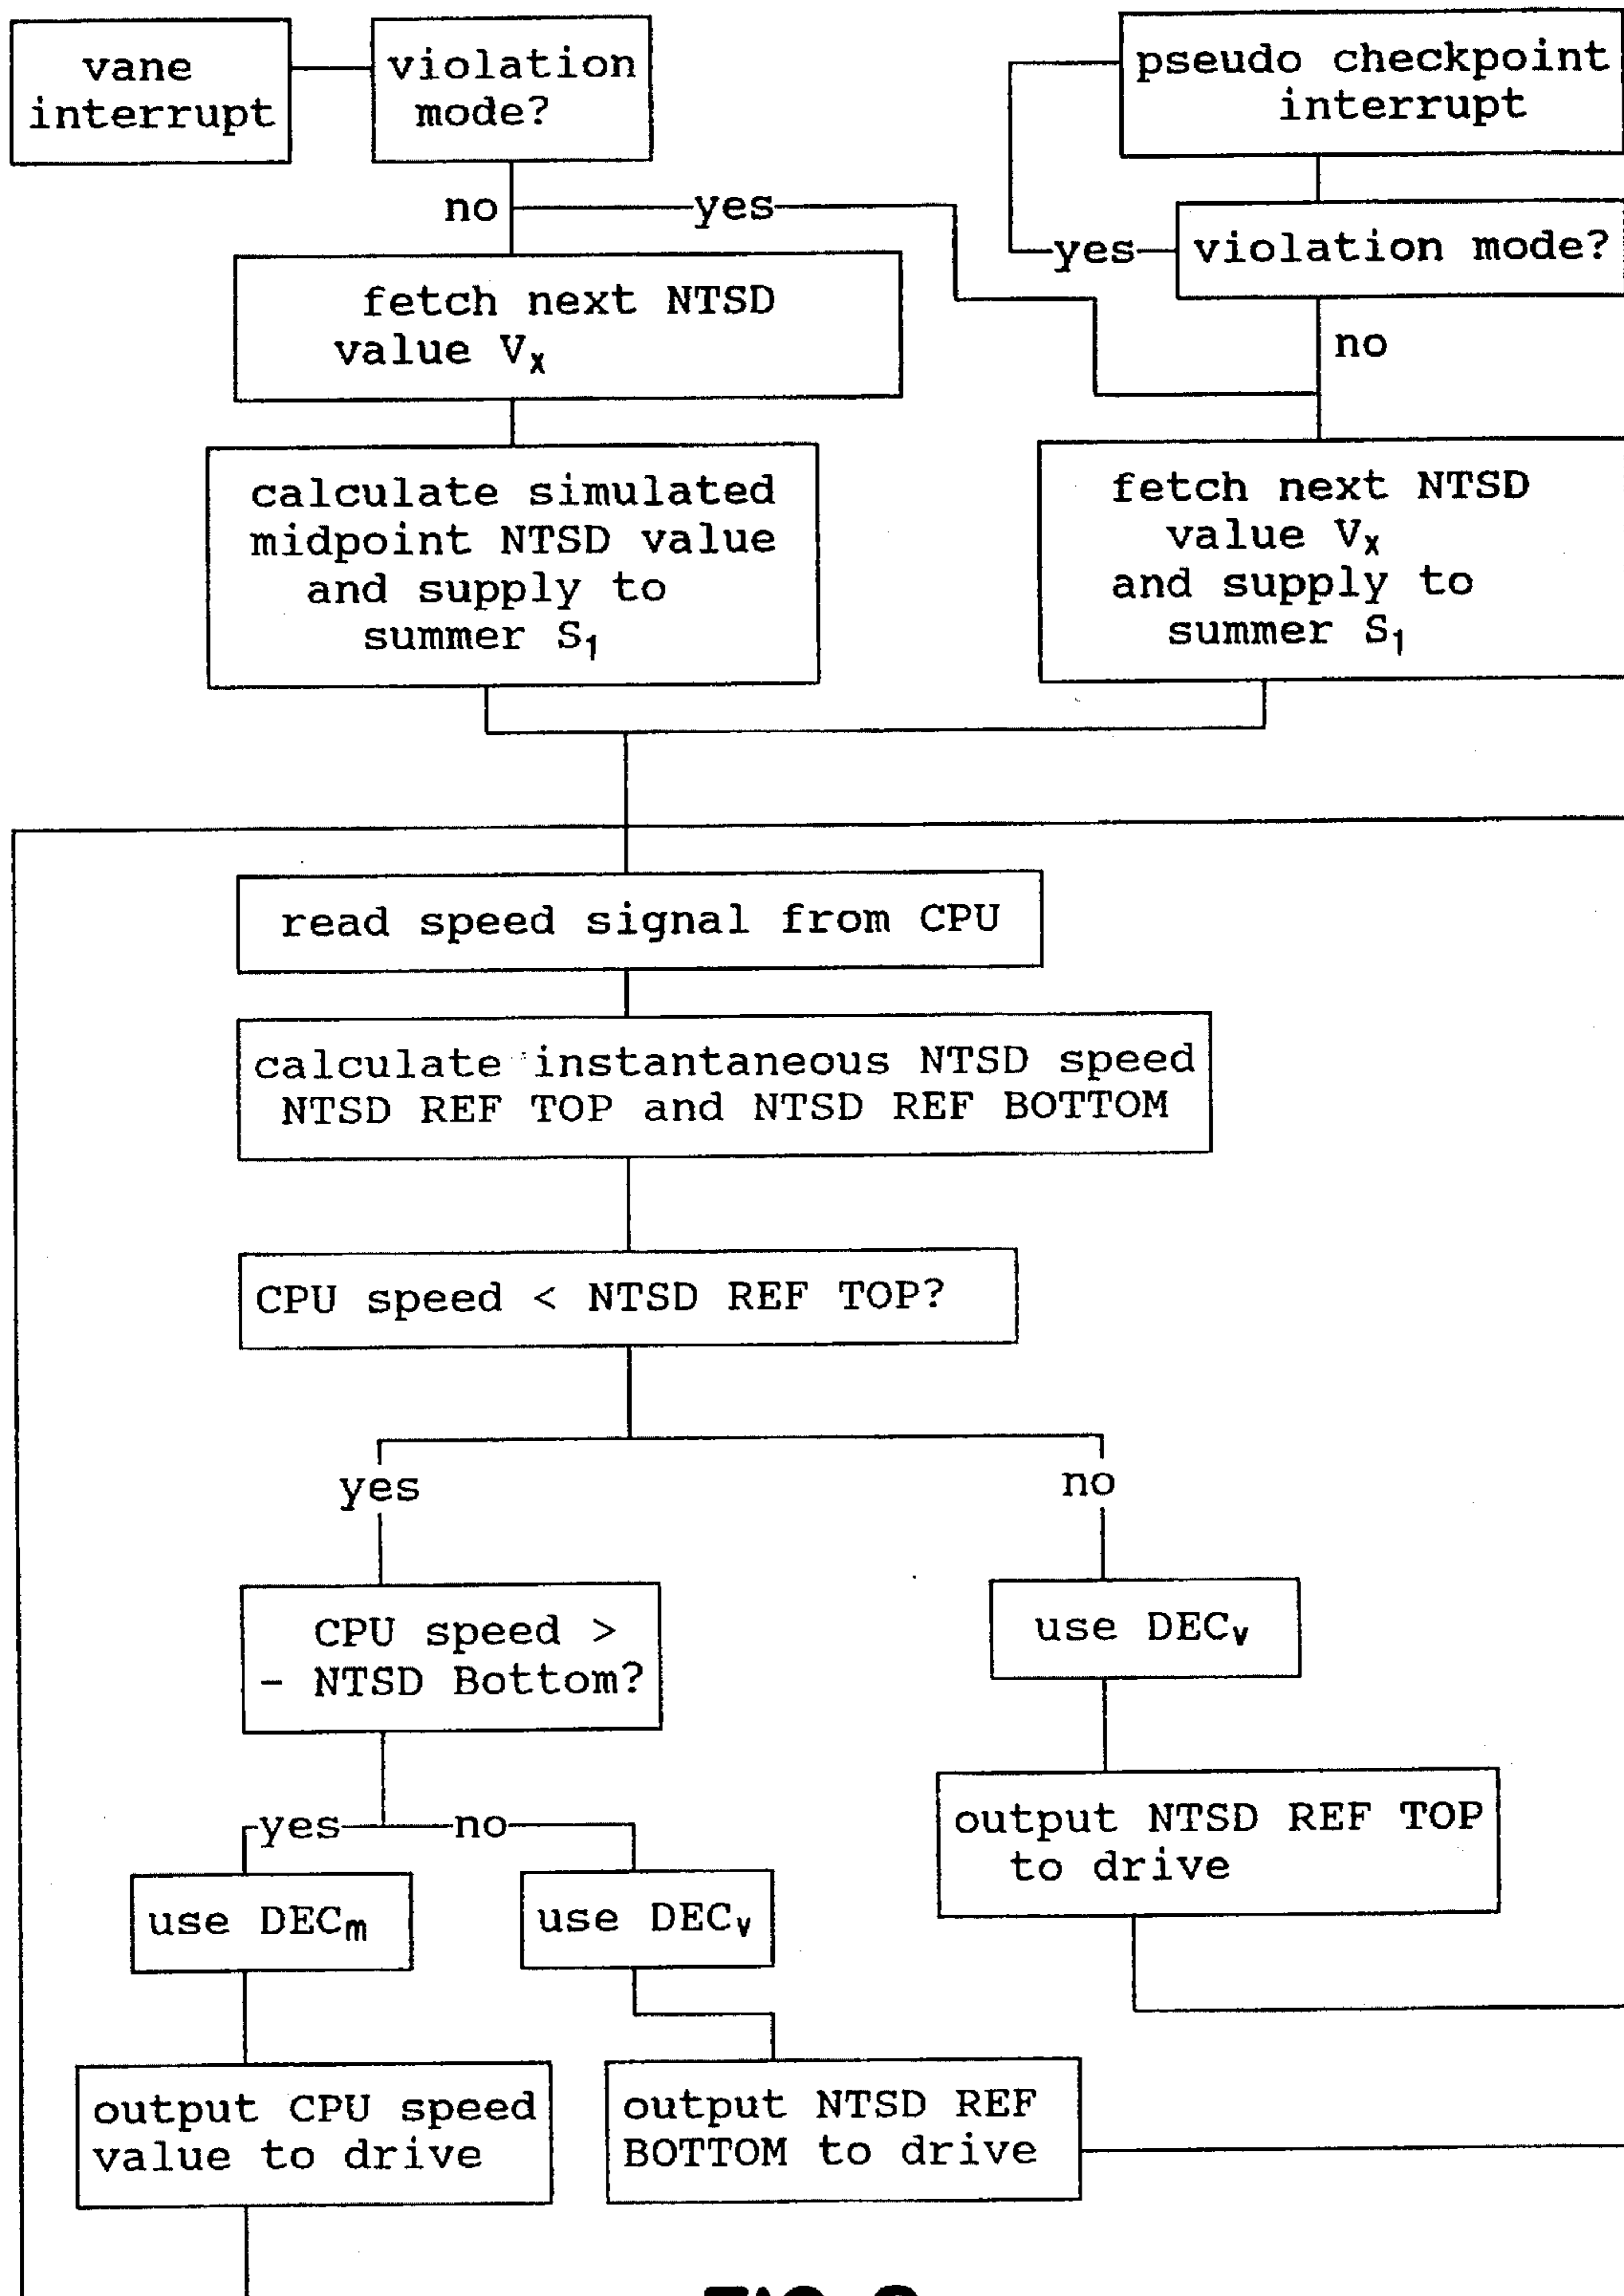 vane
interrupt
violation
mode?
pseudo checkpoint
interrupt
no
yes
yes
violation mode?
no
fetch next NTSD
value Vx
calculate simulated
midpoint NTSD value
and supply to
summer S1
fetch next NTSD
value Vx
and supply to
summer S1
read speed signal from CPU
calculate instantaneous NTSD speed
NTSD REF TOP and NTSD REF BOTTOM
CPU speed < NTSD REF TOP?
yes
no
CPU speed >
- NTSD Bottom?
use DECv
yes
no
output NTSD REF TOP
to drive
use DECm
use DECv
output CPU speed
value to drive
output NTSD REF
BOTTOM to drive